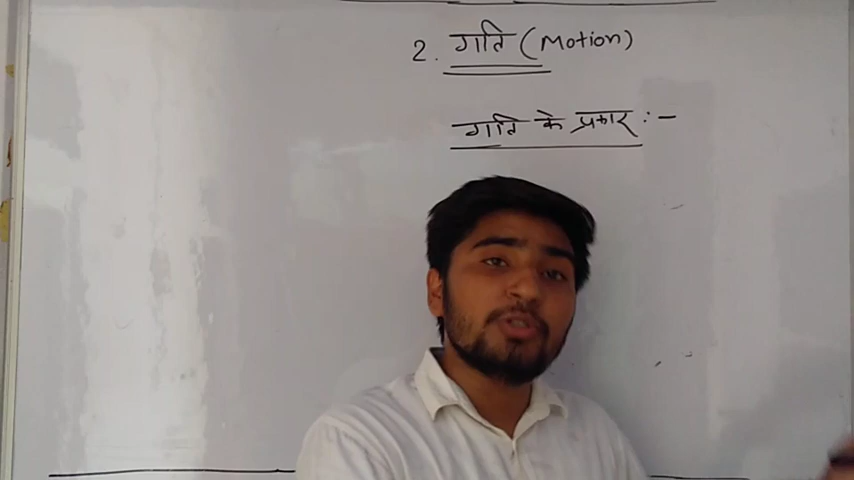 2. गति (Motion)
गति के प्रकार :-